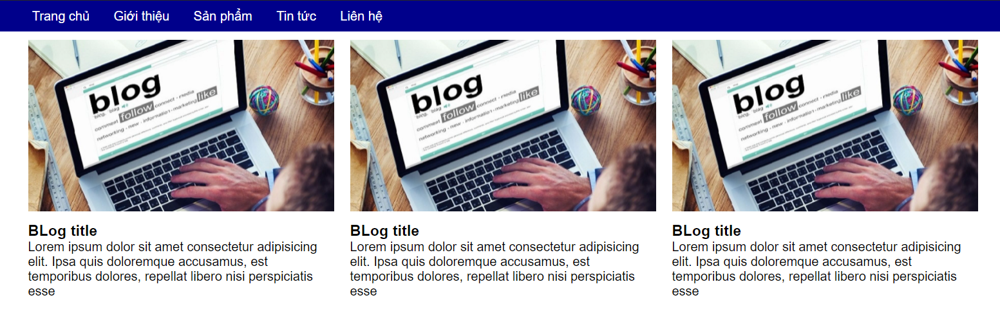 Trang chủ Giới thiệu Sản phẩm Tin tức Liên hệ
blog
blog. blag
comment follow connect - media
networking - new - information - marketing like
blog
blog. blag
comment follow connect - media
networking - new - information - marketing like
blog
blog. blag
comment follow connect - media
networking - new - information - marketing like
BLog title
Lorem ipsum dolor sit amet consectetur adipisicing
elit. Ipsa quis doloremque accusamus, est
temporibus dolores, repellat libero nisi perspiciatis
esse
BLog title
Lorem ipsum dolor sit amet consectetur adipisicing
elit. Ipsa quis doloremque accusamus, est
temporibus dolores, repellat libero nisi perspiciatis
esse
BLog title
Lorem ipsum dolor sit amet consectetur adipisicing
elit. Ipsa quis doloremque accusamus, est
temporibus dolores, repellat libero nisi perspiciatis
esse